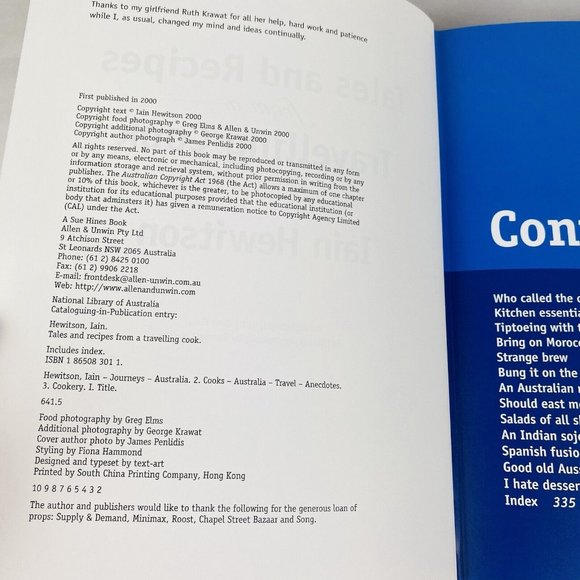 Thanks to my girlfriend Ruth Krawat for all her help, hard work and patience
while I, as usual, changed my mind and ideas continually.
First published in 2000
Copyright text © Iain Hewitson 2000
Copyright food photography © Greg Elms & Allen & Unwin 2000
Copyright additional photography © George Krawat 2000
Copyright author photograph © James Penlidis 2000
All rights reserved. No part of this book may be reproduced or transmitted in any form
or by any means, electronic or mechanical, including photocopying, recording or by any
information storage and retrieval system, without prior permission in writing from the
publisher. The Australian Copyright Act 1968 (the Act) allows a maximum of one chapter
or 10% of this book, whichever is the greater, to be photocopied by any educational
institution for its educational purposes provided that the educational institution (or
body that adminsters it) has given a remuneration notice to Copyright Agency Limited
(CAL) under the Act.
A Sue Hines Book
Allen & Unwin Pty Ltd
9 Atchison Street
St Leonards NSW 2065 Australia
Phone: (61 2) 8425 0100
Fax: (61 2) 9906 2218
E-mail: frontdesk@allen-unwin.com.au
Web: http://www.allenandunwin.com
National Library of Australia
Cataloguing-in-Publication entry:
Hewitson, Iain.
Tales and recipes from a travelling cook.
Includes index.
ISBN 1 86508 301 1.
Hewitson, Iain – Journeys – Australia. 2. Cooks – Australia – Travel – Anecdotes.
3. Cookery. I. Title.
641.5
Food photography by Greg Elms
Additional photography by George Krawat
Cover author photo by James Penlidis
Styling by Fiona Hammond
Designed and typeset by text-art
Printed by South China Printing Company, Hong Kong
10 9 8 7 6 5 4 3 2
The author and publishers would like to thank the following for the generous loan of
props: Supply & Demand, Minimax, Roost, Chapel Street Bazaar and Song.
Con
Who called the
Kitchen
Tiptoeing with
Bring on
Strange brew
Bung it on the
An Australian
Should east
Salads of all
An Indian
Spanish
Good old
I hate
Index 335